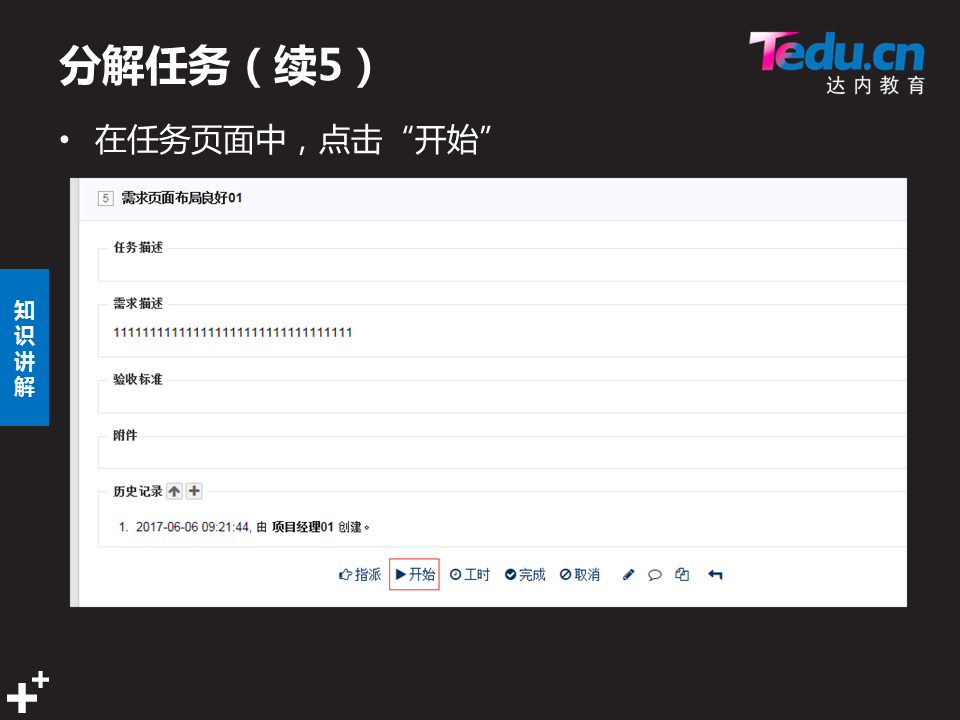 分解任务（续5）
Tedu.cn
达内教育
• 在任务页面中，点击“开始”
知识讲解
5 需求页面布局良好01
任务描述
需求描述
111111111111111111111111111111111
验收标准
附件
历史记录
1. 2017-06-06 09:21:44, 由 项目经理01 创建。
指派 开始 工时 完成 取消